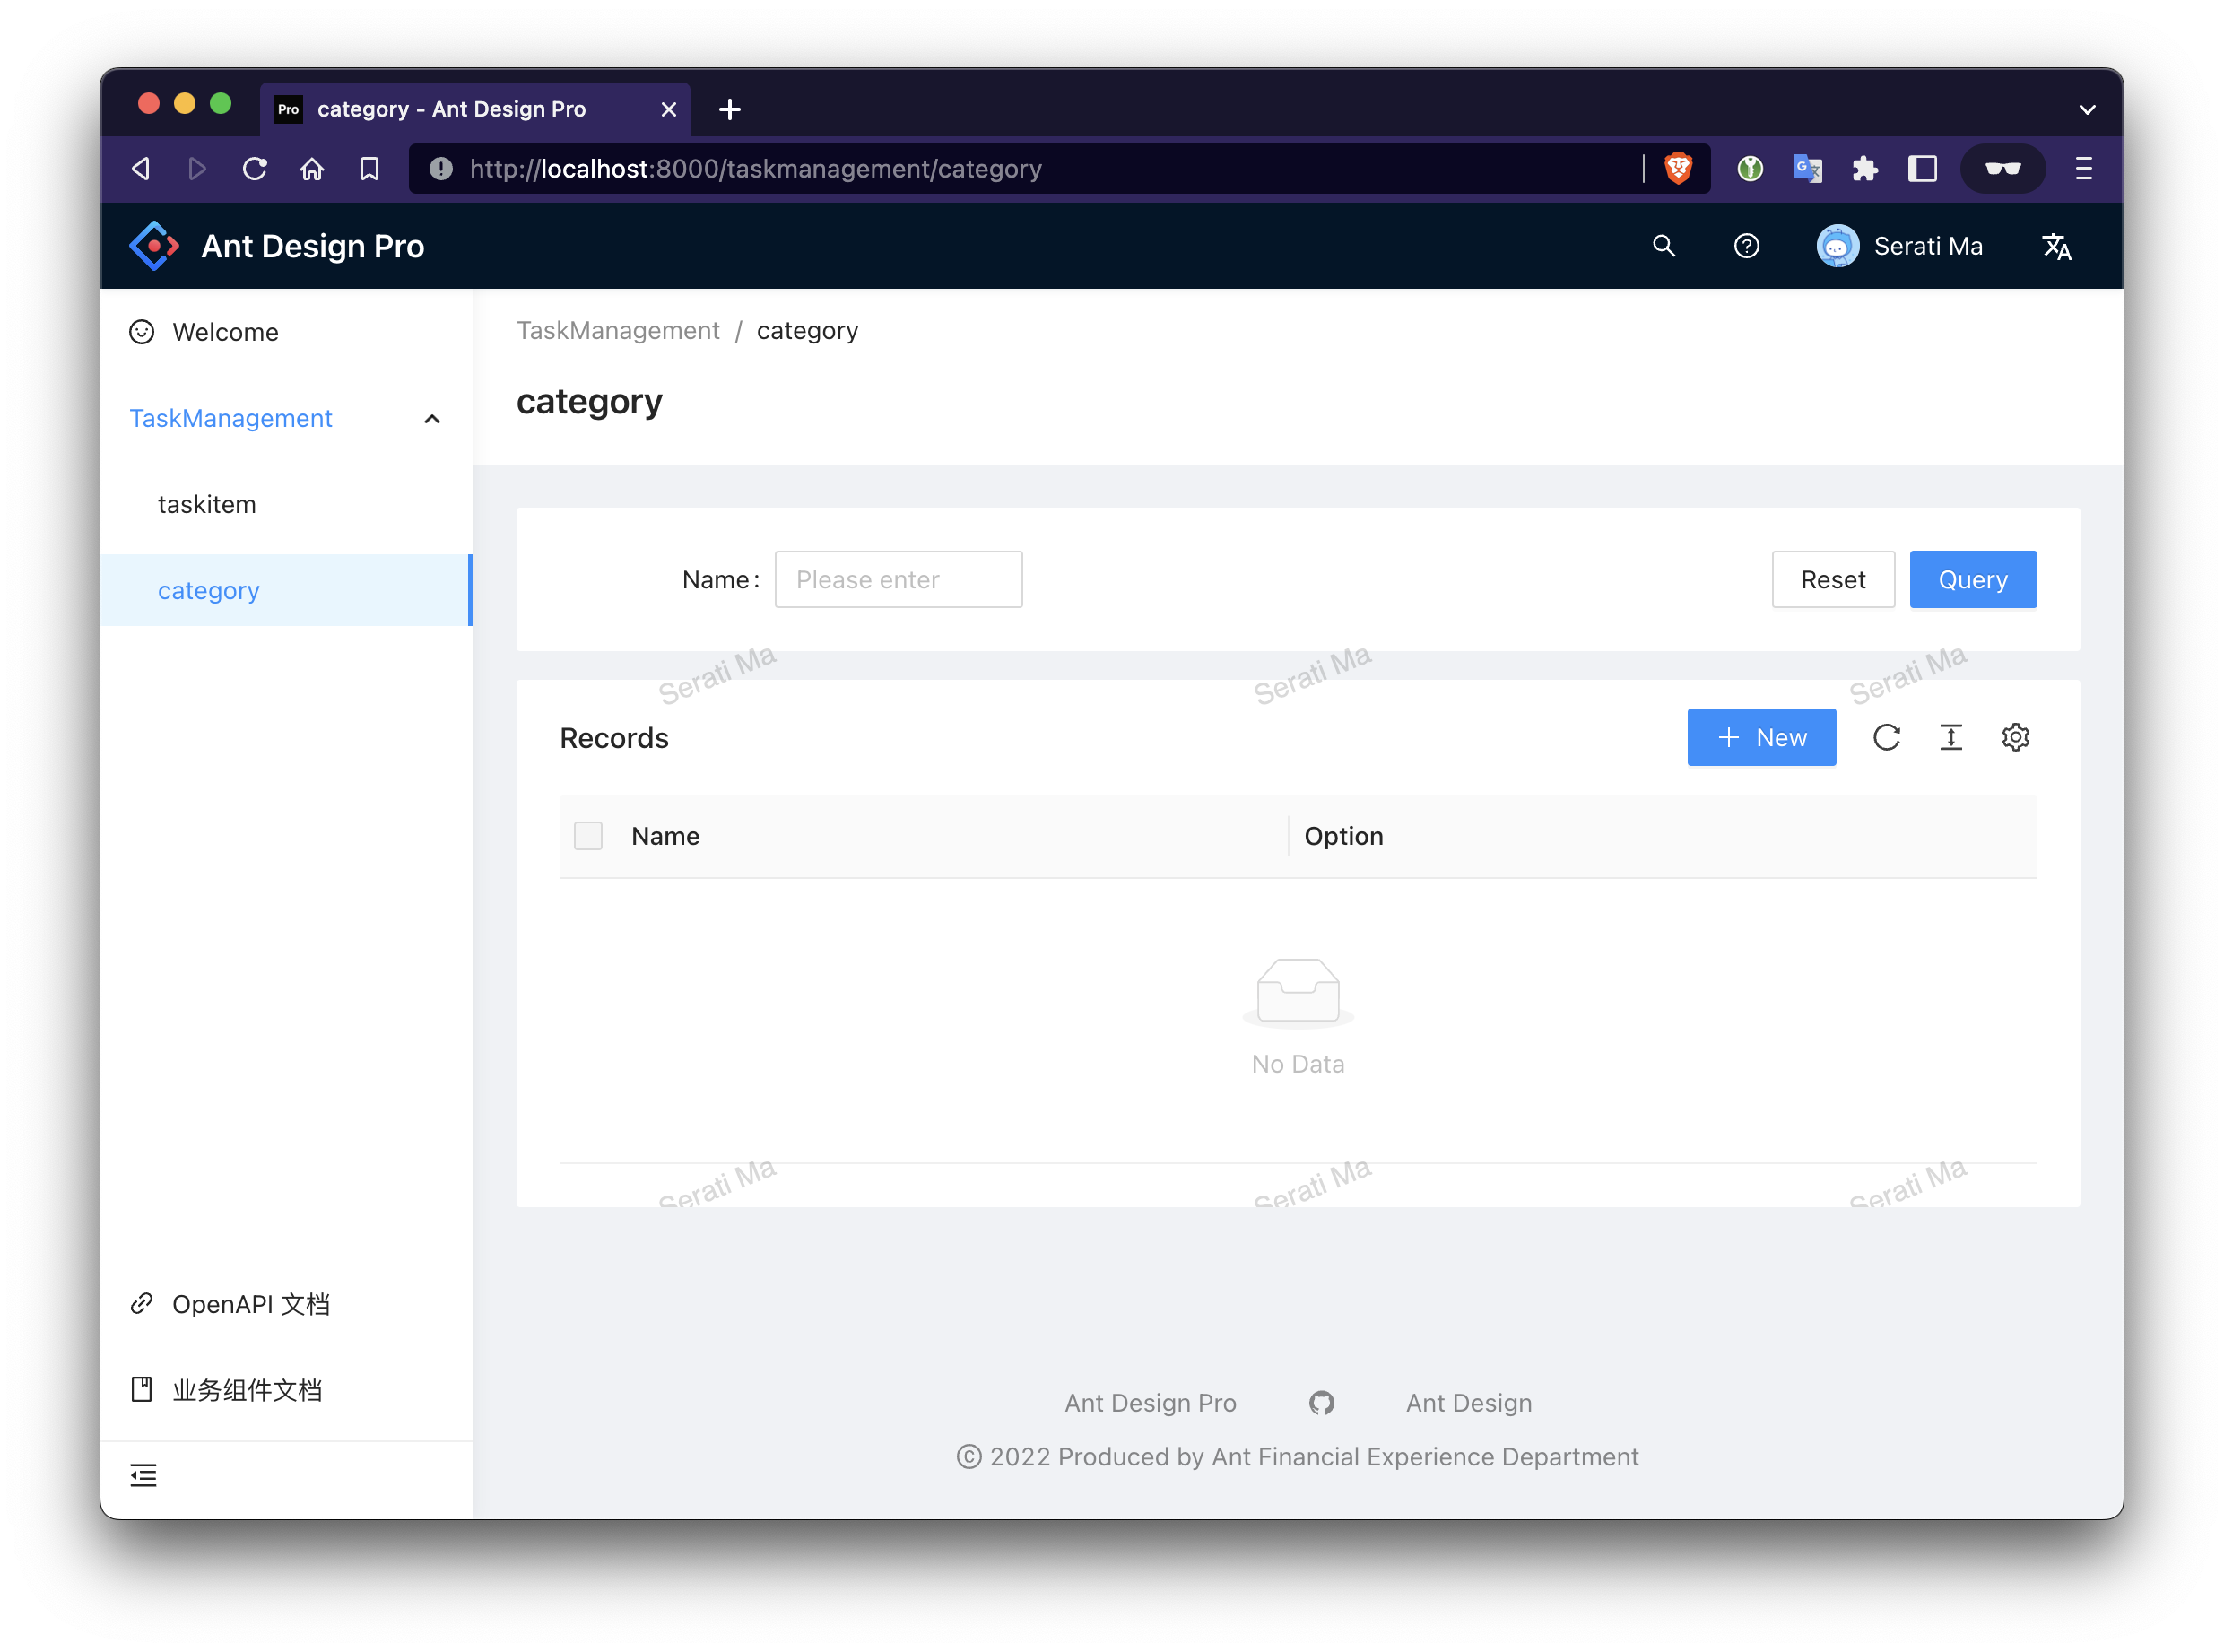 Pro category - Ant Design Pro
http://localhost:8000/taskmanagement/category
Ant Design Pro
Serati Ma
Welcome
TaskManagement
taskitem
category
OpenAPI 文档
业务组件文档
TaskManagement / category
category
Name: Please enter
Reset Query
Serati Ma Serati Ma Serati Ma
Records
+ New
Name Option
No Data
Serati Ma Serati Ma Serati Ma
Ant Design Pro Ant Design
© 2022 Produced by Ant Financial Experience Department